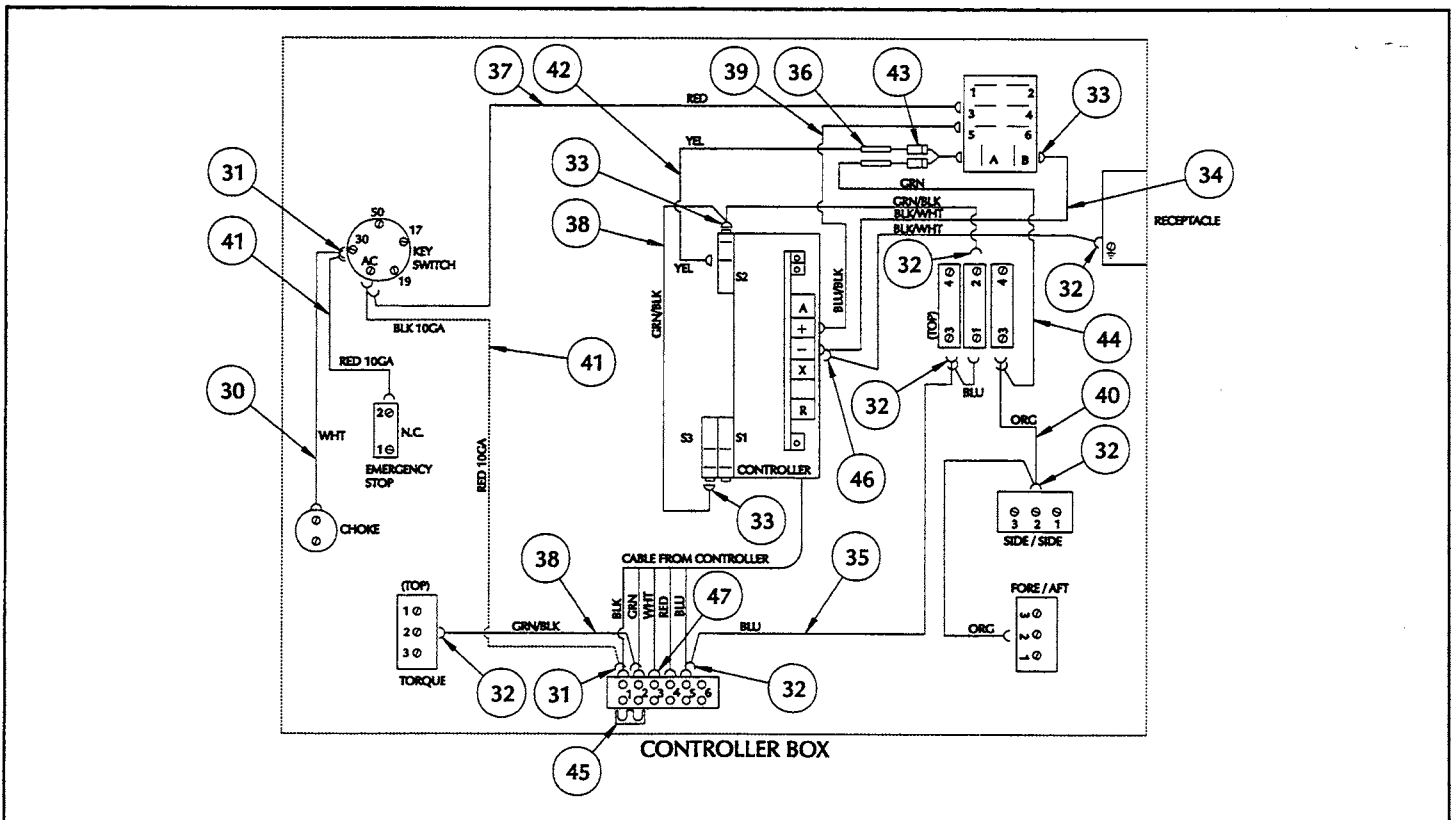 37
42
39
36
43
33
RED
1
2
3
4
5
6
A
B
YEL
31
33
34
38
41
GRN
GRN/BLK
BLK/WHT
BLK/WHT
RECEPTACLE
50
30
17
KEY
SWITCH
AC
19
YEL
S2
32
32
GRN/BLK
BLU/BLK
A
+
−
X
R
4
2
4
(TOP)
3
1
3
BLK 10GA
41
44
RED 10GA
32
BLU
40
30
WHT
2
N.C.
1
EMERGENCY
STOP
RED 10GA
S3
S1
CONTROLLER
46
ORG
32
33
3
2
1
SIDE / SIDE
CHOKE
38
CABLE FROM CONTROLLER
35
47
FORE / AFT
(TOP)
1
2
3
TORQUE
GRN/BLK
BLK
GRN
WHT
RED
BLU
BLU
ORG
3
2
1
32
31
1
2
3
4
5
6
32
45
CONTROLLER BOX